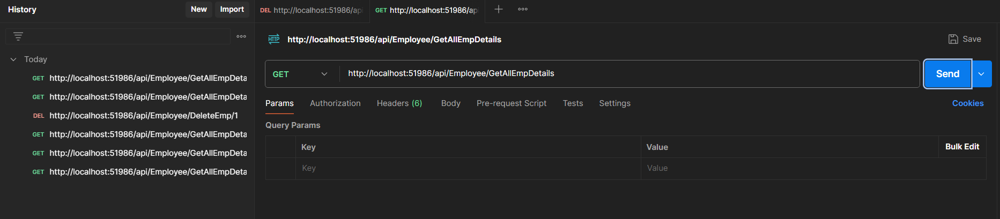 History
New
Import
Today
GET http://localhost:51986/api/Employee/GetAllEmpDeta
GET http://localhost:51986/api/Employee/GetAllEmpDeta
DEL http://localhost:51986/api/Employee/DeleteEmp/1
GET http://localhost:51986/api/Employee/GetAllEmpDeta
GET http://localhost:51986/api/Employee/GetAllEmpDeta
GET http://localhost:51986/api/Employee/GetAllEmpDeta
DEL http://localhost:51986/ap
GET http://localhost:51986/ap
HTTP http://localhost:51986/api/Employee/GetAllEmpDetails
Save
GET http://localhost:51986/api/Employee/GetAllEmpDetails
Send
Params Authorization Headers (6) Body Pre-request Script Tests Settings
Cookies
Query Params
Key Value Bulk Edit
Key Value